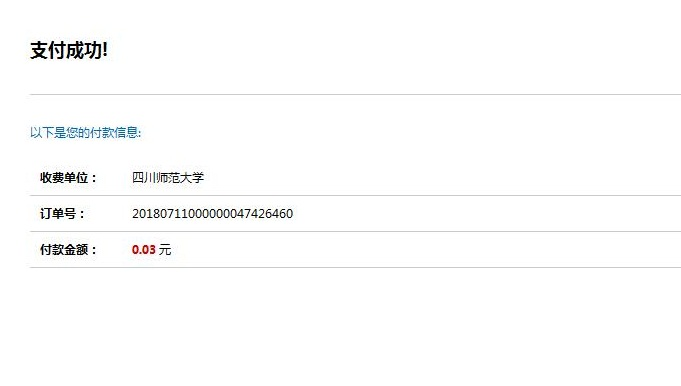 支付成功!
以下是您的付款信息:
收费单位： 四川师范大学
订单号： 20180711000000047426460
付款金额： 0.03 元